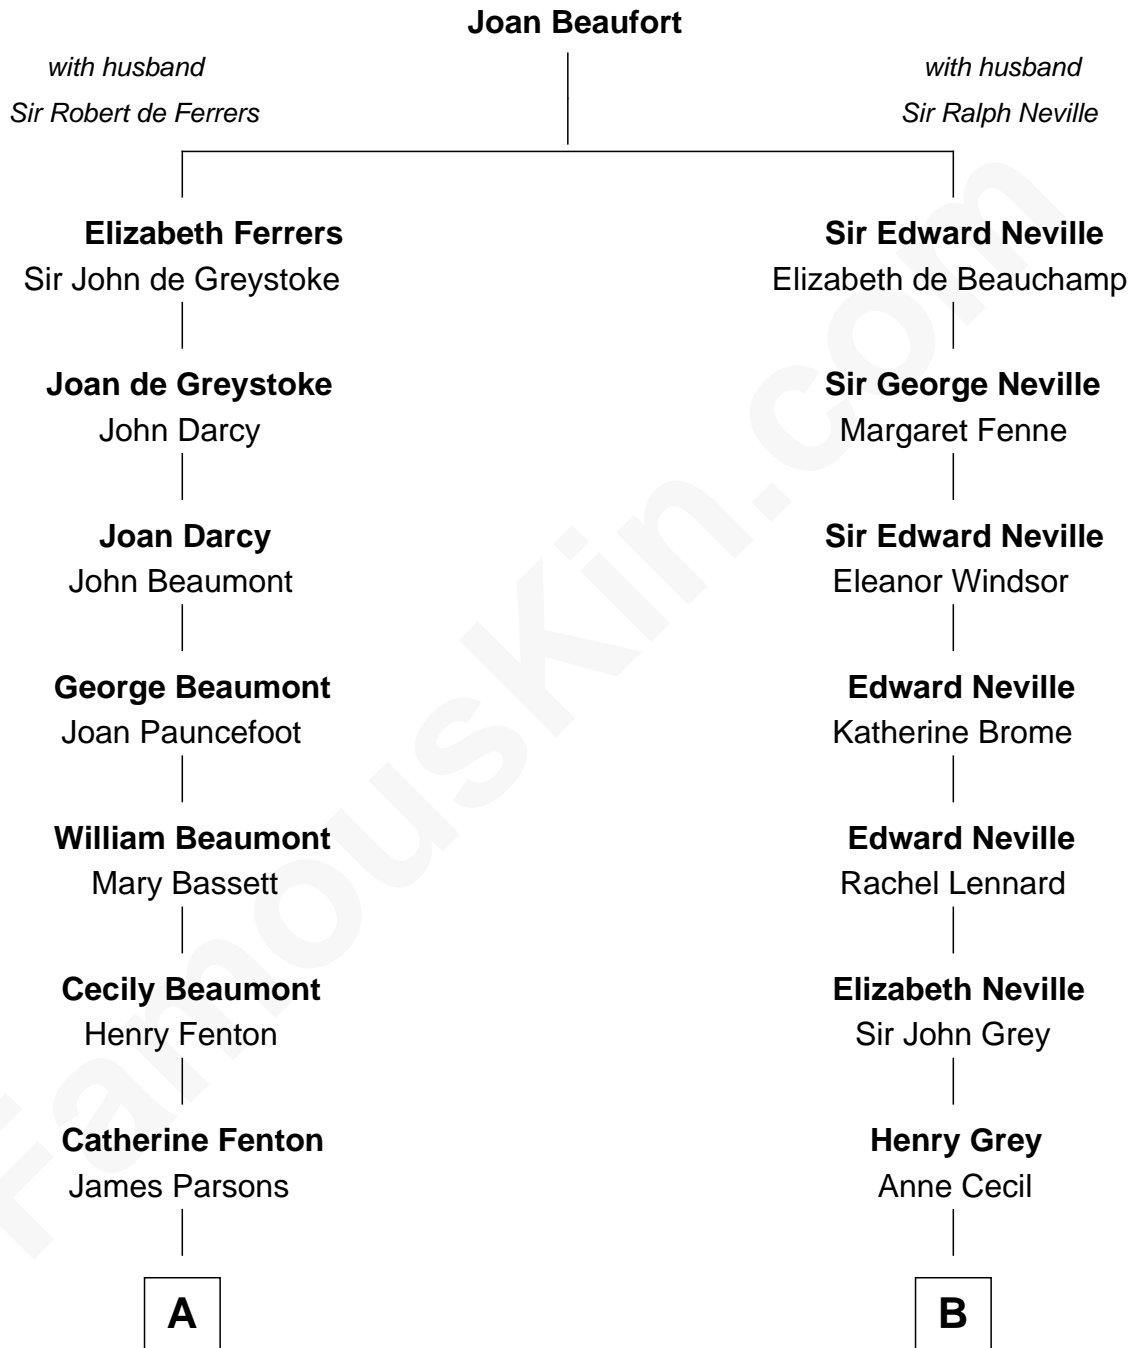 Joan Beaufort
with husband
Sir Robert de Ferrers
with husband
Sir Ralph Neville
Elizabeth Ferrers
Sir John de Greystoke
Sir Edward Neville
Elizabeth de Beauchamp
Joan de Greystoke
John Darcy
Sir George Neville
Margaret Fenne
Joan Darcy
John Beaumont
Sir Edward Neville
Eleanor Windsor
George Beaumont
Joan Pauncefoot
Edward Neville
Katherine Brome
William Beaumont
Mary Bassett
Edward Neville
Rachel Lennard
Cecily Beaumont
Henry Fenton
Elizabeth Neville
Sir John Grey
Catherine Fenton
James Parsons
Henry Grey
Anne Cecil
A
B
FamousKin.com